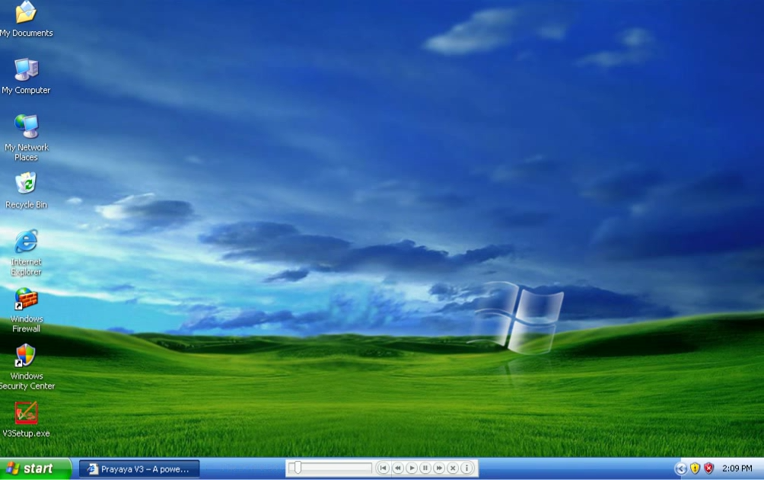 My Documents
My Computer
My Network
Places
Recycle Bin
Internet
Explorer
Windows
Firewall
Windows
Security Center
V3Setup.exe
start
Prayaya V3 – A powe...
2:09 PM